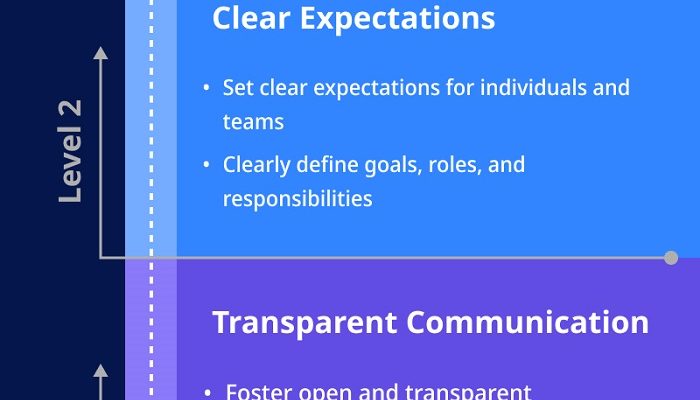 Clear Expectations
• Set clear expectations for individuals and
teams
• Clearly define goals, roles, and
responsibilities
Level 2
Transparent Communication
• Foster open and transparent